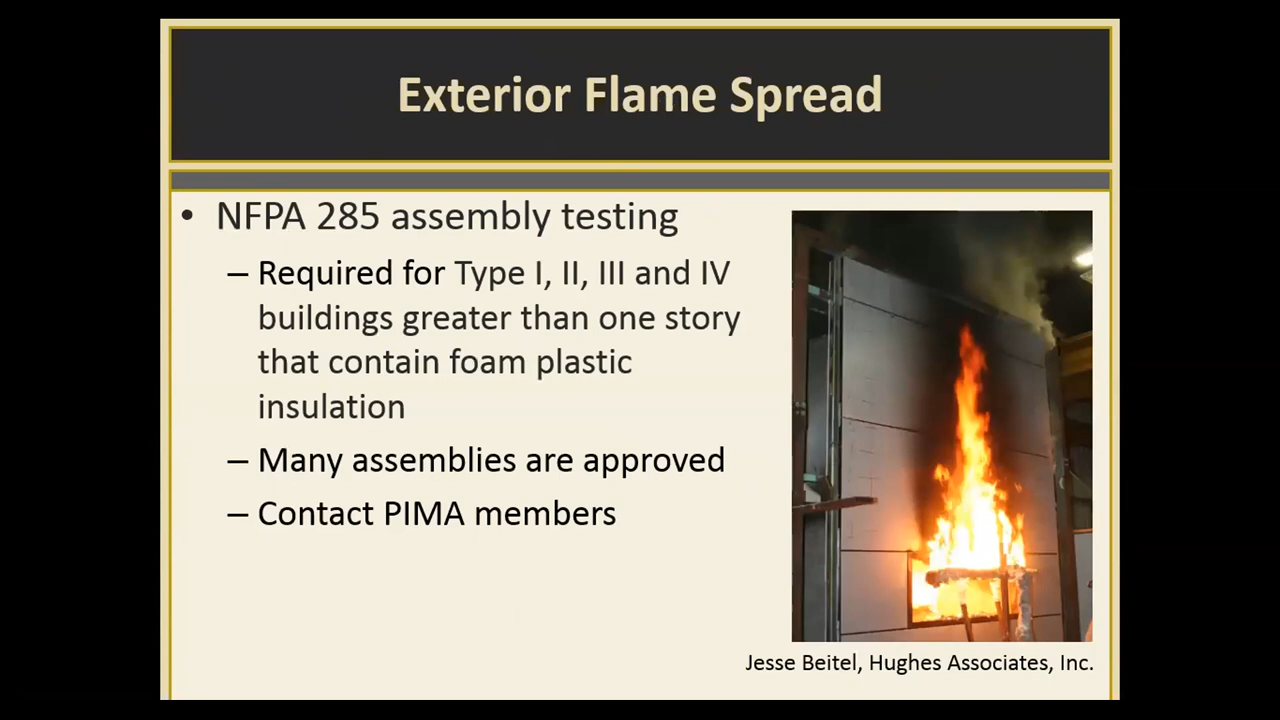 Exterior Flame Spread
• NFPA 285 assembly testing
– Required for Type I, II, III and IV
buildings greater than one story
that contain foam plastic
insulation
– Many assemblies are approved
– Contact PIMA members
Jesse Beitel, Hughes Associates, Inc.